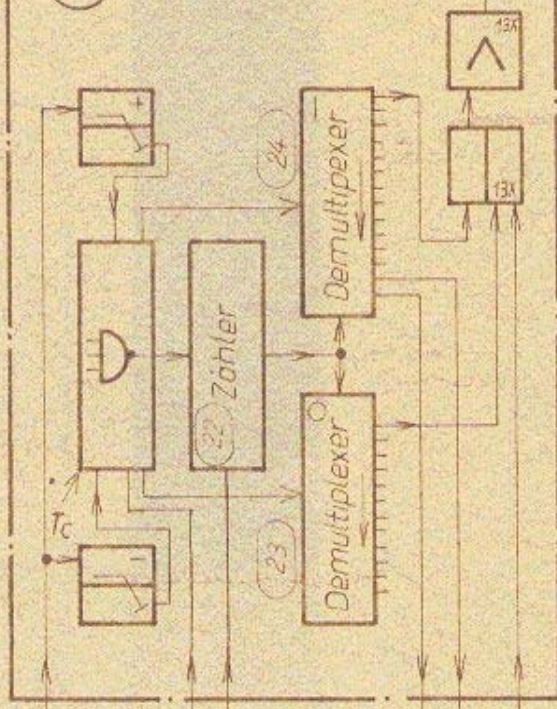 13X
+
24
Demultipexer
13X
22 Zähler
Tc
23
Demultiplexer
-